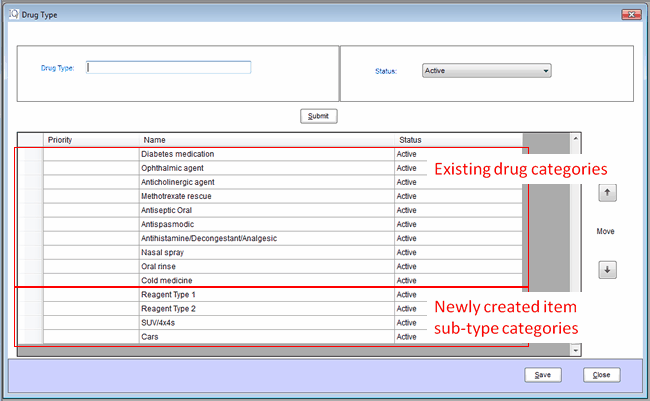 Drug Type
Drug Type:
Status:
Active
Submit
Priority Name Status
Diabetes medication Active
Ophthalmic agent Active
Anticholinergic agent Active
Methotrexate rescue Active
Antiseptic Oral Active
Antispasmodic Active
Antihistamine/Decongestant/Analgesic Active
Nasal spray Active
Oral rinse Active
Cold medicine Active
Reagent Type 1 Active
Reagent Type 2 Active
SUV/4x4s Active
Cars Active
Existing drug categories
Move
Newly created item
sub-type categories
Save
Close